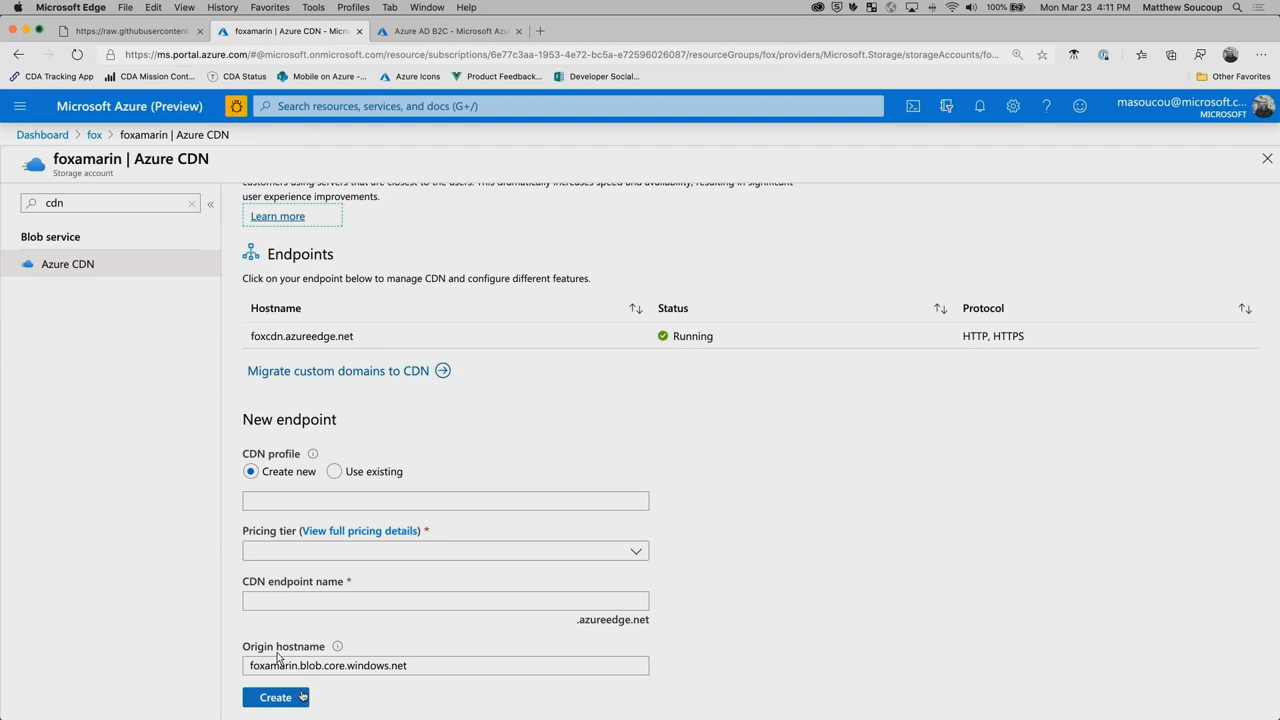 Microsoft Edge File Edit View History Favorites Tools Profiles Tab Window Help 100% Mon Mar 23 4:11 PM Matthew Soucoup
https://raw.githubusercontent foxamarin | Azure CDN - Micro Azure AD B2C - Microsoft Azu
https://ms.portal.azure.com/#@microsoft.onmicrosoft.com/resource/subscriptions/6e77c3aa-1953-4e72-bc5a-e72596026087/resourceGroups/fox/providers/Microsoft.Storage/storageAccounts/fo...
CDA Tracking App CDA Mission Cont... CDA Status Mobile on Azure -... Azure Icons Product Feedback... Developer Social... Other Favorites
Microsoft Azure (Preview) Search resources, services, and docs (G+/) masoucou@microsoft.c...
MICROSOFT
Dashboard > fox > foxamarin | Azure CDN
foxamarin | Azure CDN
Storage account
cdn
Blob service
Azure CDN
customers using servers that are closest to the users. This dramatically increases speed and availability, resulting in significant
user experience improvements.
Learn more
Endpoints
Click on your endpoint below to manage CDN and configure different features.
Hostname Status Protocol
foxcdn.azureedge.net Running HTTP, HTTPS
Migrate custom domains to CDN
New endpoint
CDN profile
Create new Use existing
Pricing tier (View full pricing details) *
CDN endpoint name *
.azureedge.net
Origin hostname
foxamarin.blob.core.windows.net
Create